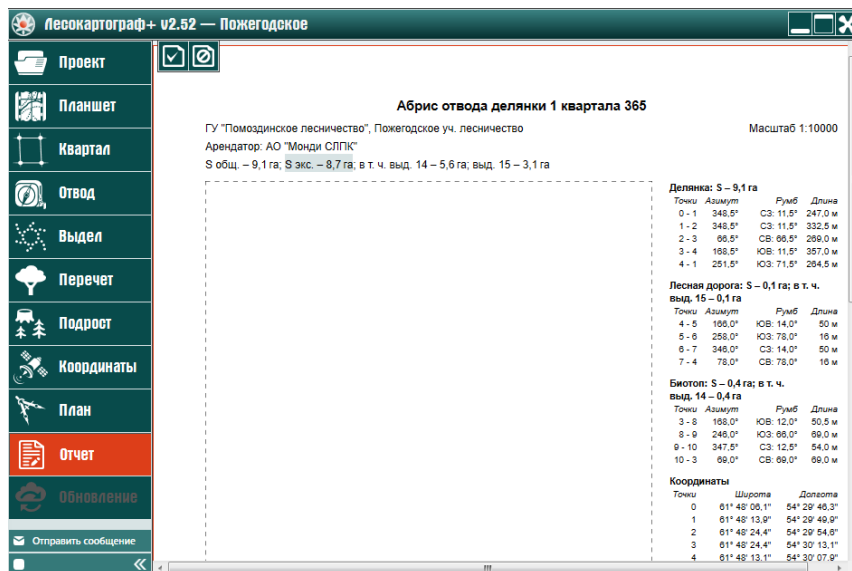 Лесокартограф+ v2.52 — Пожегодское
Проект
Планшет
Квартал
Отвод
Выдел
Перечет
Подрост
Координаты
План
Отчет
Обновление
Отправить сообщение
Абрис отвода делянки 1 квартала 365
ГУ "Помоздинское лесничество", Пожегодское уч. лесничество
Масштаб 1:10000
Арендатор: АО "Монди СЛПК"
S общ. – 9,1 га; S экс. – 8,7 га; в т. ч. выд. 14 – 5,6 га; выд. 15 – 3,1 га
Делянка: S – 9,1 га
Точки Азимут Румб Длина
0 - 1 348,5° СЗ: 11,5° 247,0 м
1 - 2 348,5° СЗ: 11,5° 332,5 м
2 - 3 66,5° СВ: 66,5° 269,0 м
3 - 4 168,5° ЮВ: 11,5° 357,0 м
4 - 1 251,5° ЮЗ: 71,5° 264,5 м
Лесная дорога: S – 0,1 га; в т. ч.
выд. 15 – 0,1 га
Точки Азимут Румб Длина
4 - 5 166,0° ЮВ: 14,0° 50 м
5 - 6 258,0° ЮЗ: 78,0° 16 м
6 - 7 346,0° СЗ: 14,0° 50 м
7 - 4 78,0° СВ: 78,0° 16 м
Биотоп: S – 0,4 га; в т. ч.
выд. 14 – 0,4 га
Точки Азимут Румб Длина
3 - 8 168,0° ЮВ: 12,0° 50,5 м
8 - 9 246,0° ЮЗ: 66,0° 69,0 м
9 - 10 347,5° СЗ: 12,5° 54,0 м
10 - 3 69,0° СВ: 69,0° 69,0 м
Координаты
Точки Широта Долгота
0 61° 48' 06,1" 54° 29' 46,3"
1 61° 48' 13,9" 54° 29' 49,9"
2 61° 48' 24,4" 54° 29' 54,6"
3 61° 48' 24,4" 54° 30' 13,1"
4 61° 48' 13,1" 54° 30' 07,9"